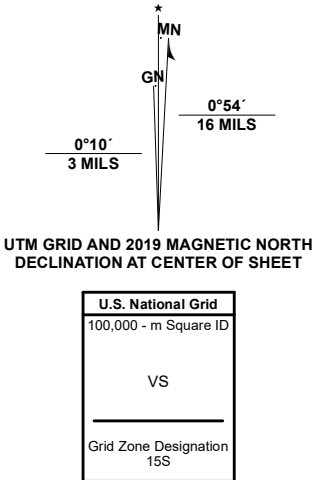 ★
MN
GN
0°54´
16 MILS
0°10´
3 MILS
UTM GRID AND 2019 MAGNETIC NORTH
DECLINATION AT CENTER OF SHEET
U.S. National Grid
100,000 - m Square ID
VS
Grid Zone Designation
15S